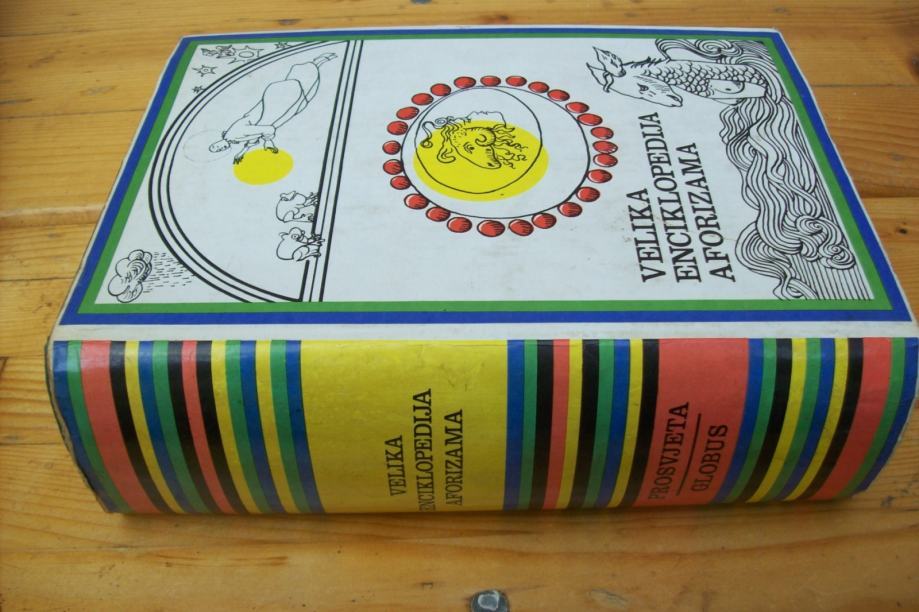 VELIKA
ENCIKLOPEDIJA
AFORIZAMA
VELIKA
ENCIKLOPEDIJA
AFORIZAMA
PROSVJETA
GLOBUS